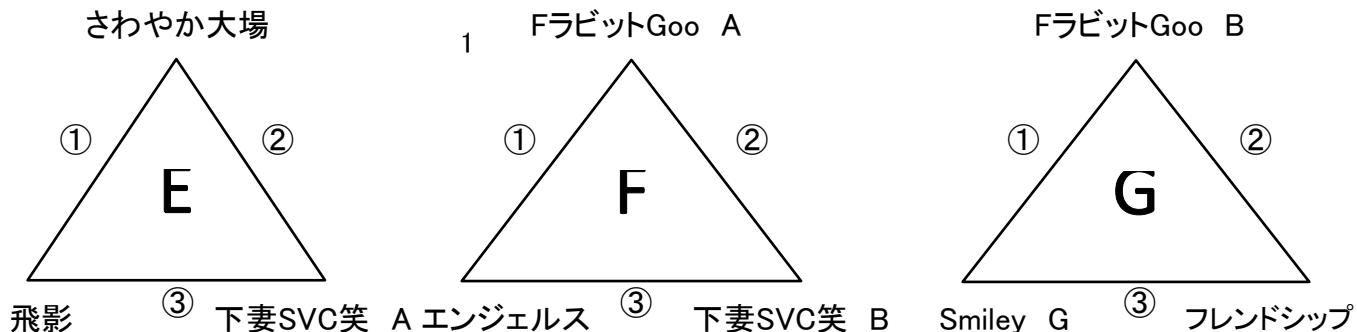 さわやか大場
1
FラビットGoo A
FラビットGoo B
① ② ① ② ① ②
E F G
③ ③ ③
飛影 下妻SVC笑 A エンジェルス 下妻SVC笑 B Smiley G フレンドシップ